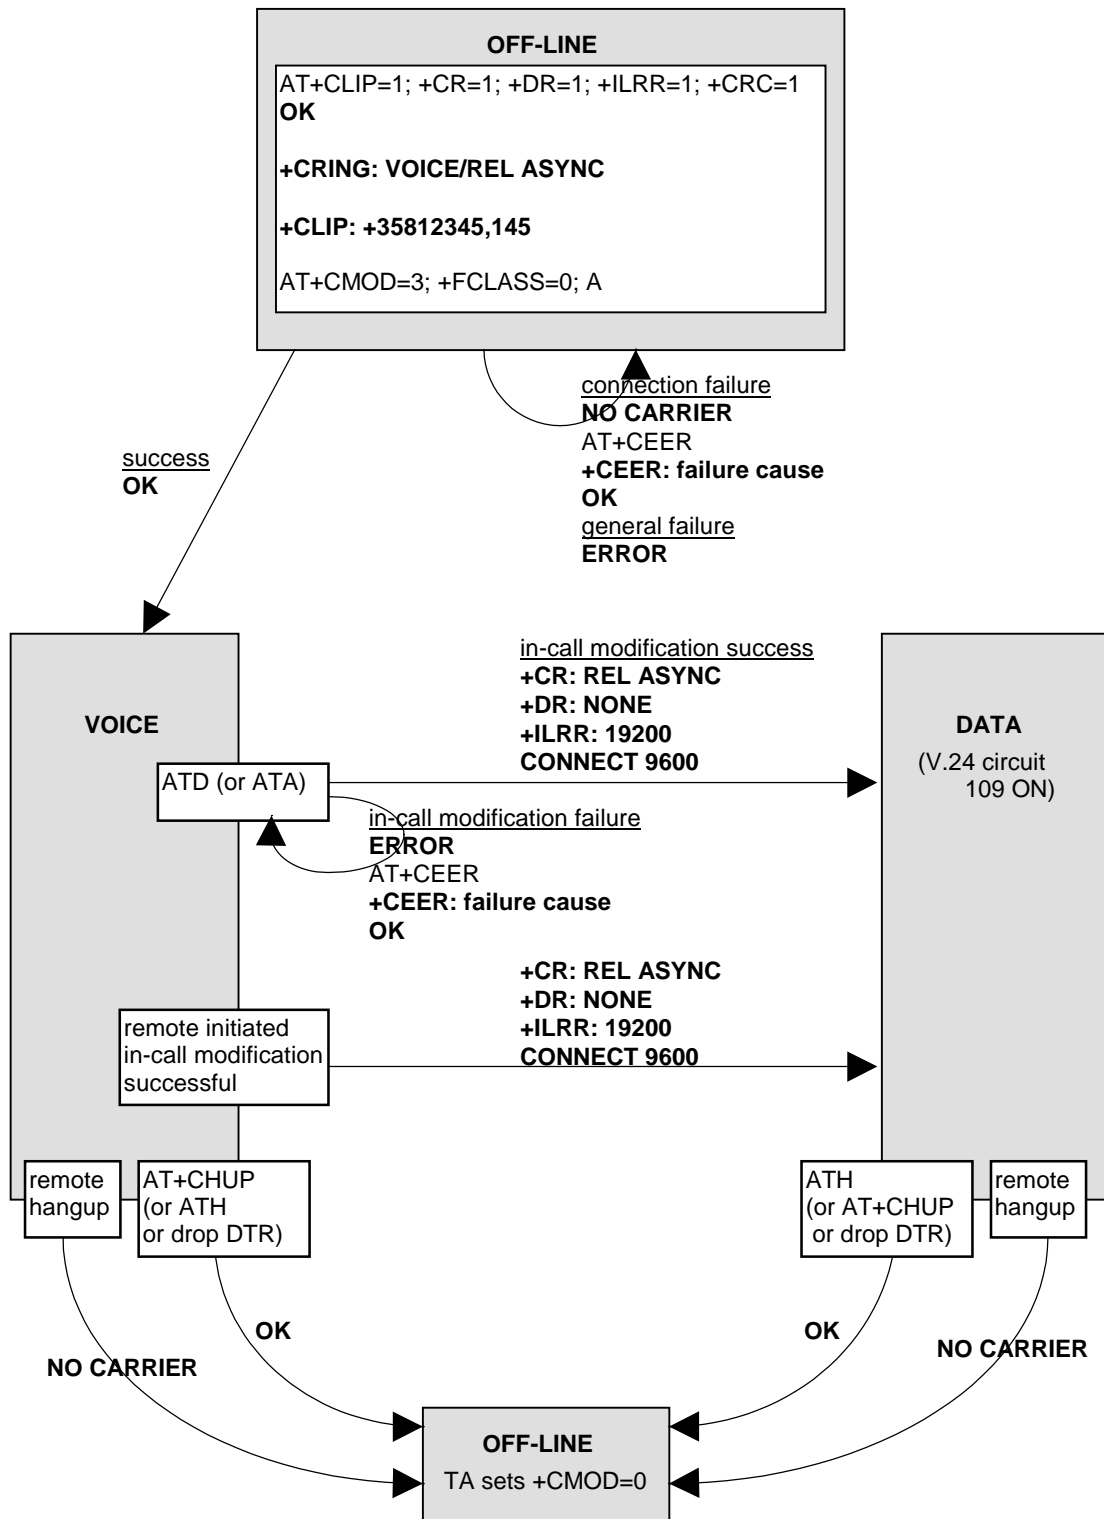 OFF-LINE
AT+CLIP=1; +CR=1; +DR=1; +ILRR=1; +CRC=1
OK
+CRING: VOICE/REL ASYNC
+CLIP: +35812345,145
AT+CMOD=3; +FCLASS=0; A
connection failure
NO CARRIER
AT+CEER
+CEER: failure cause
OK
general failure
ERROR
success
OK
VOICE
ATD (or ATA)
in-call modification success
+CR: REL ASYNC
+DR: NONE
+ILRR: 19200
CONNECT 9600
DATA
(V.24 circuit
109 ON)
in-call modification failure
ERROR
AT+CEER
+CEER: failure cause
OK
remote initiated
in-call modification
successful
+CR: REL ASYNC
+DR: NONE
+ILRR: 19200
CONNECT 9600
remote
hangup
AT+CHUP
(or ATH
or drop DTR)
ATH
(or AT+CHUP
or drop DTR)
remote
hangup
OK
NO CARRIER
OK
NO CARRIER
OFF-LINE
TA sets +CMOD=0